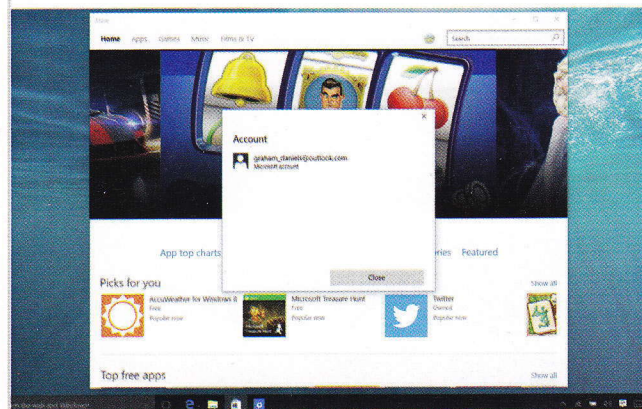 Store
Home Apps Games Music Films & TV
Search
Account
graham_daniels@outlook.com
Microsoft account
Close
App top charts
ries Featured
Picks for you
Show all
AccuWeather for Windows 8
Free
Popular now
Microsoft Treasure Hunt
Free
Popular now
Twitter
Owned
Popular now
Top free apps
Show all